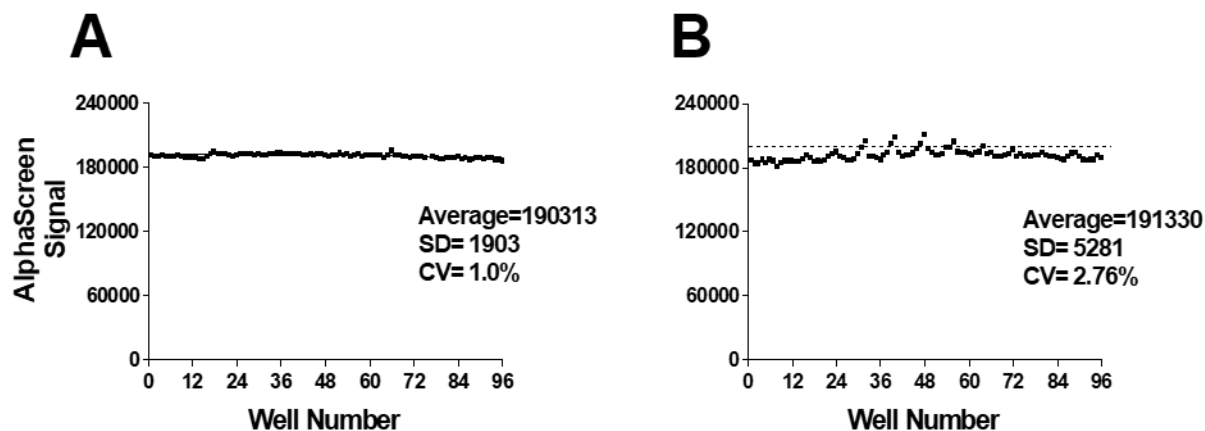 A
240000
180000
120000
60000
0
AlphaScreen
Signal
Average=190313
SD= 1903
CV= 1.0%
0 12 24 36 48 60 72 84 96
Well Number
B
240000
180000
120000
60000
0
Average=191330
SD= 5281
CV= 2.76%
0 12 24 36 48 60 72 84 96
Well Number